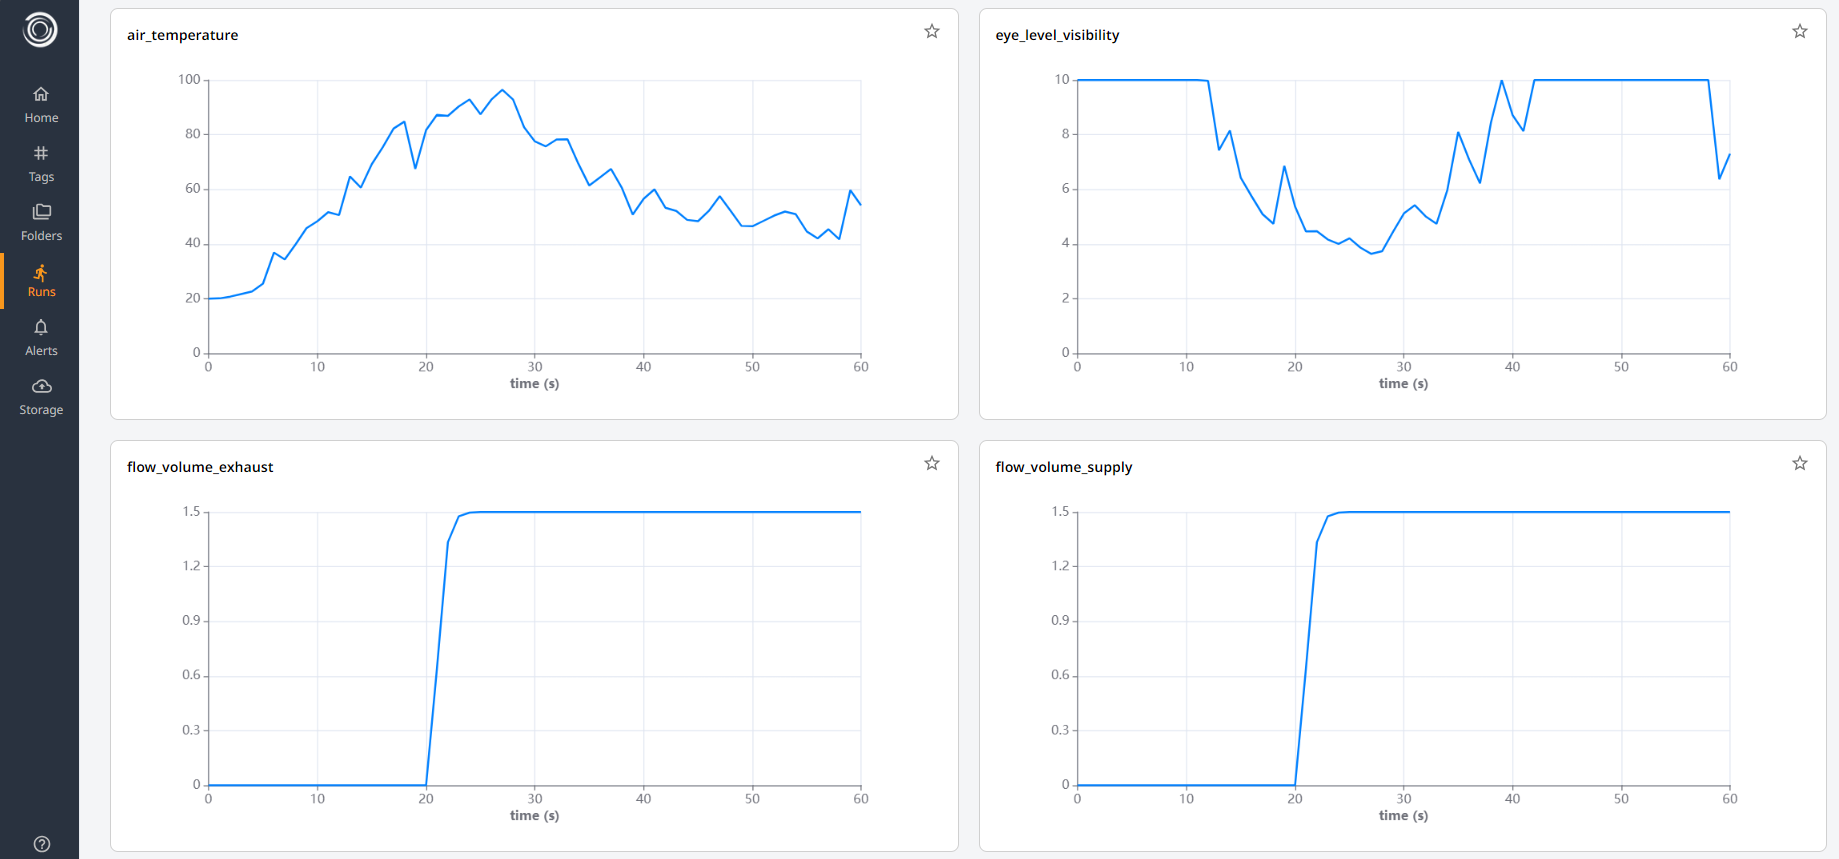 Home
Tags
Folders
Runs
Alerts
Storage
air_temperature
100
80
60
40
20
0
0 10 20 30 40 50 60
time (s)
eye_level_visibility
10
8
6
4
2
0
0 10 20 30 40 50 60
time (s)
flow_volume_exhaust
1.5
1.2
0.9
0.6
0.3
0
0 10 20 30 40 50 60
time (s)
flow_volume_supply
1.5
1.2
0.9
0.6
0.3
0
0 10 20 30 40 50 60
time (s)